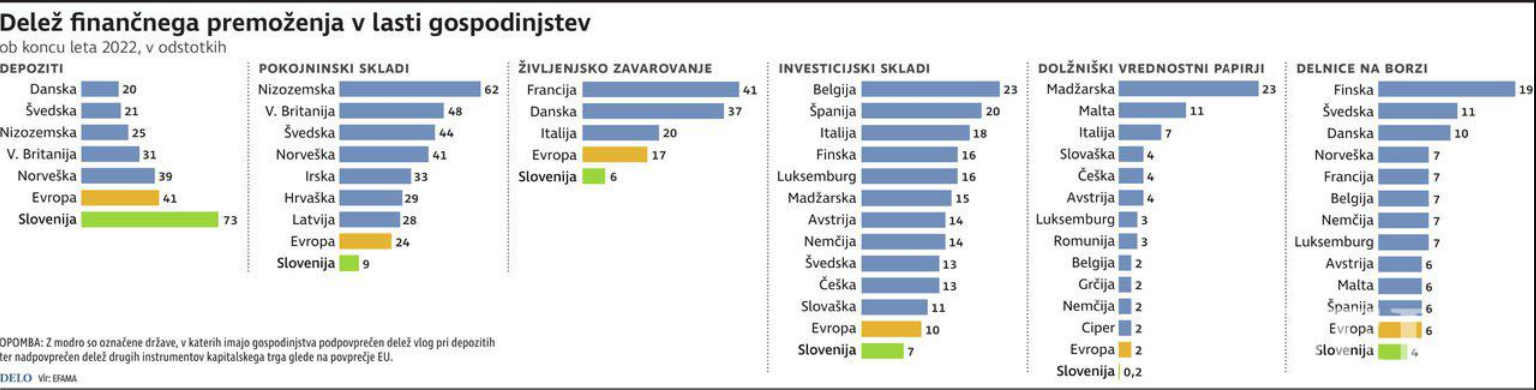 Delež finančnega premoženja v lasti gospodinjstev
ob koncu leta 2022, v odstotkih
DEPOZITI
Danska 20
Švedska 21
Nizozemska 25
V. Britanija 31
Norveška 39
Evropa 41
Slovenija 73
POKOJNINSKI SKLADI
Nizozemska 62
V. Britanija 48
Švedska 44
Norveška 41
Irska 33
Hrvaška 29
Latvija 28
Evropa 24
Slovenija 9
ŽIVLJENJSKO ZAVAROVANJE
Francija 41
Danska 37
Italija 20
Evropa 17
Slovenija 6
INVESTICIJSKI SKLADI
Belgija 23
Španija 20
Italija 18
Finska 16
Luksemburg 16
Madžarska 15
Avstrija 14
Nemčija 14
Švedska 13
Češka 13
Slovaška 11
Evropa 10
Slovenija 7
DOLŽNIŠKI VREDNOSTNI PAPIRJI
Madžarska 23
Malta 11
Italija 7
Slovaška 4
Češka 4
Avstrija 4
Luksemburg 3
Romunija 3
Belgija 2
Grčija 2
Nemčija 2
Ciper 2
Evropa 2
Slovenija 0,2
DELNICE NA BORZI
Finska 19
Švedska 11
Danska 10
Norveška 7
Francija 7
Belgija 7
Nemčija 7
Luksemburg 7
Avstrija 6
Malta 6
Španija 6
Evropa 6
Slovenija 4
OPOMBA: Z modro so označene države, v katerih imajo gospodinjstva podpovprečen delež vlog pri depozitih
ter nadpovprečen delež drugih instrumentov kapitalskega trga glede na povprečje EU.
DELO Vir: EFAMA